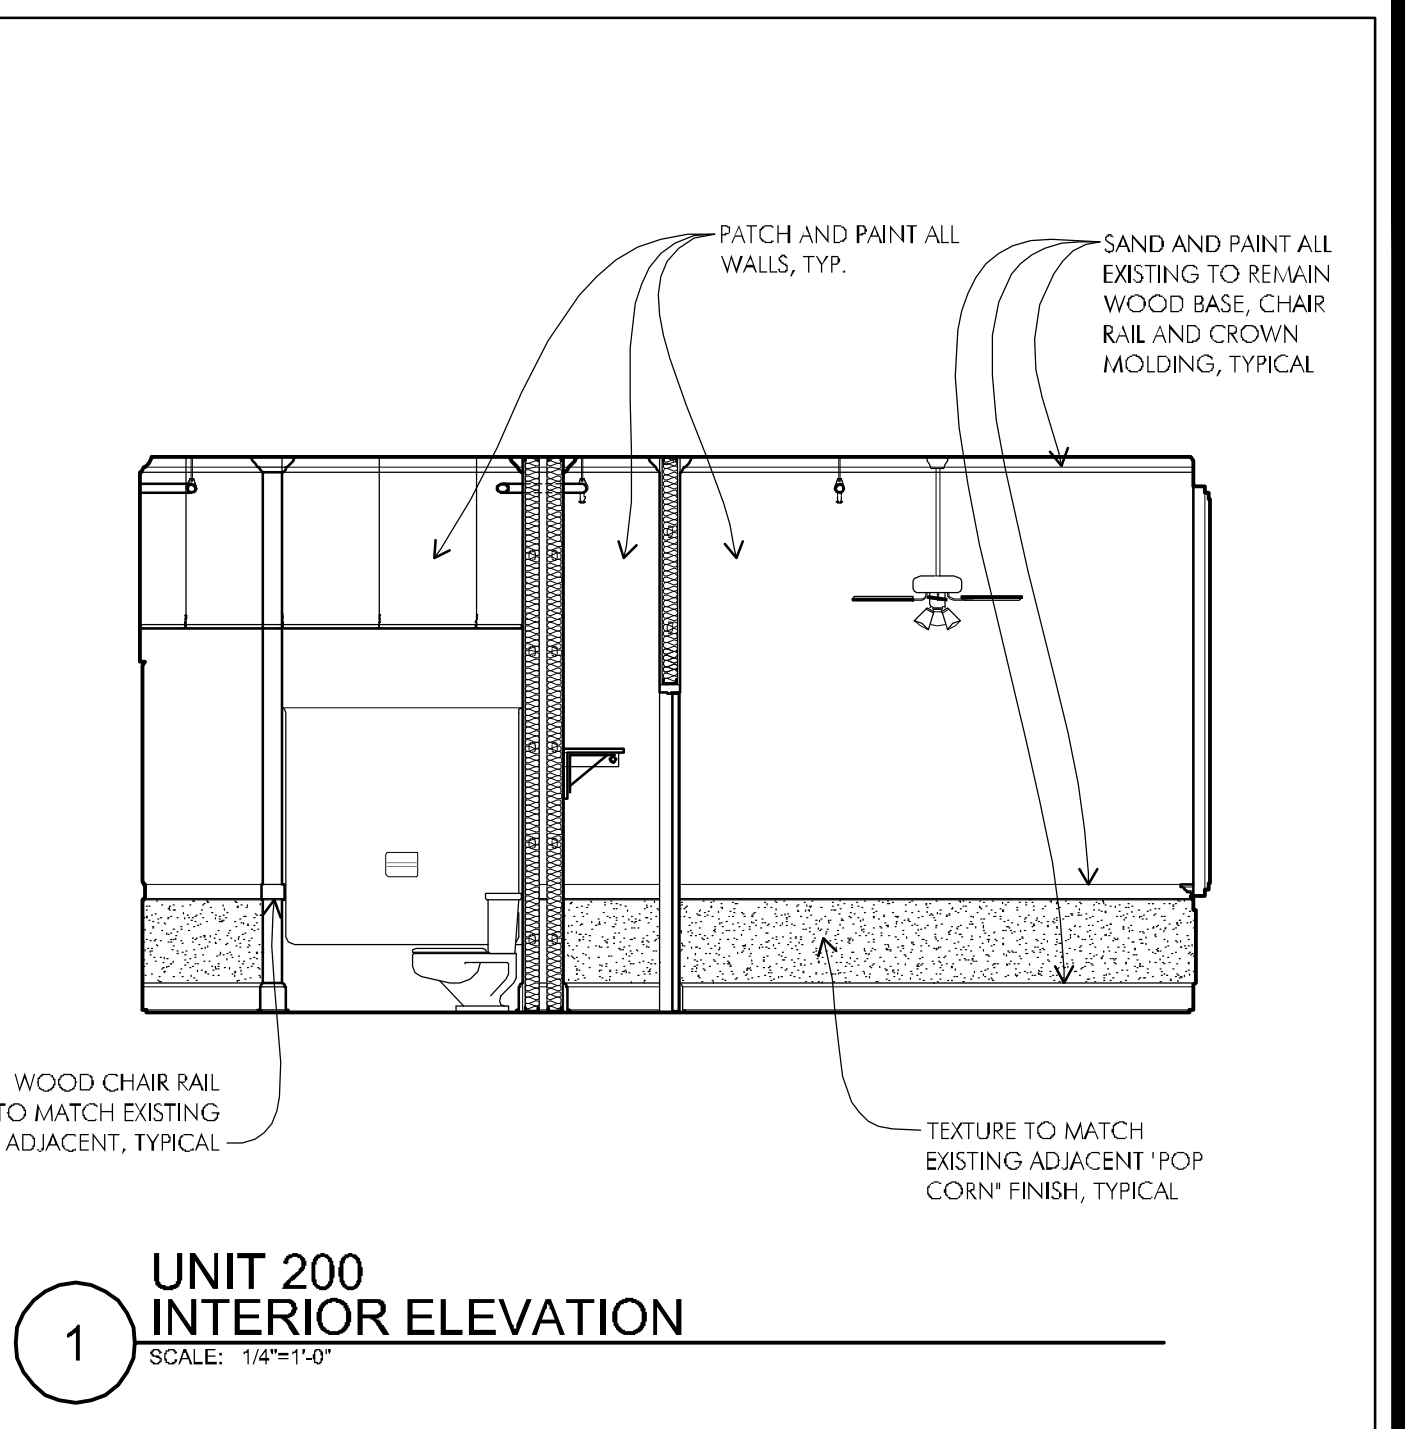 PATCH AND PAINT ALL
WALLS, TYP.
SAND AND PAINT ALL
EXISTING TO REMAIN
WOOD BASE, CHAIR
RAIL AND CROWN
MOLDING, TYPICAL
WOOD CHAIR RAIL
TO MATCH EXISTING
ADJACENT, TYPICAL
TEXTURE TO MATCH
EXISTING ADJACENT 'POP
CORN" FINISH, TYPICAL
1
UNIT 200
INTERIOR ELEVATION
SCALE: 1/4"=1'-0"